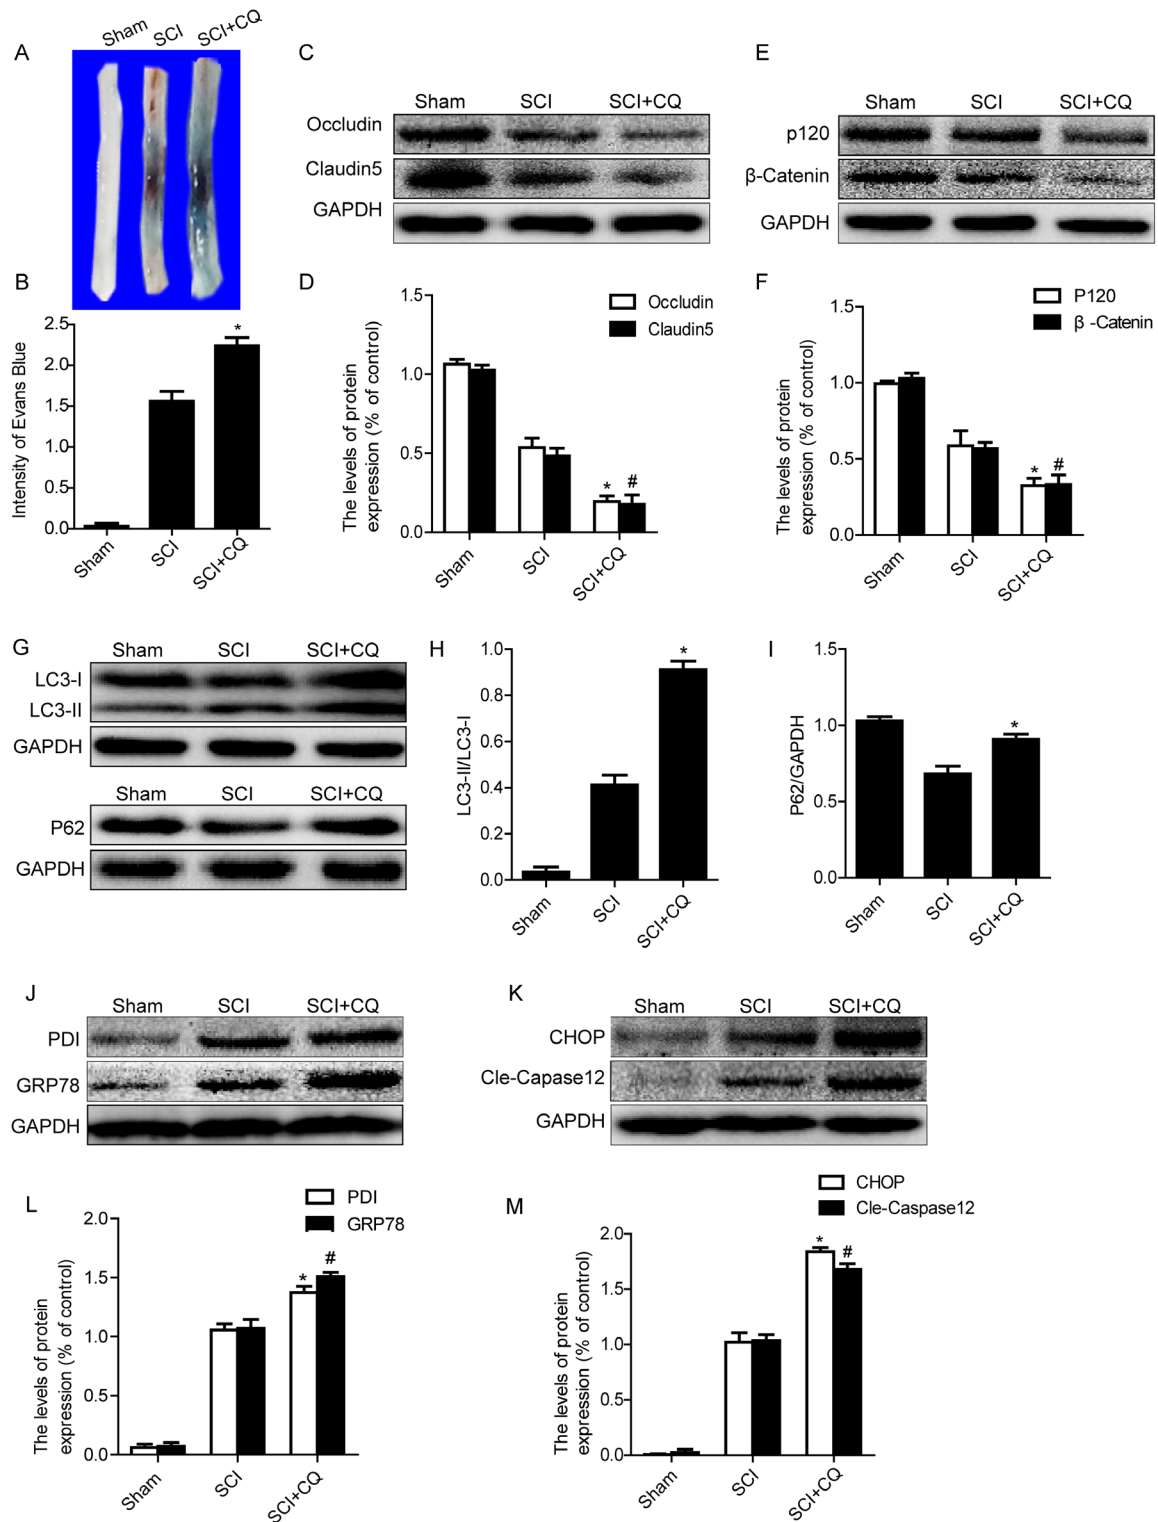 A
Sham SCI SCI+CQ
B
Intensity of Evans Blue
2.5
2.0
1.5
1.0
0.5
0.0
*
Sham SCI SCI+CQ
C
Sham SCI SCI+CQ
Occludin
Claudin5
GAPDH
D
The levels of protein
expression (% of control)
1.5
1.0
0.5
0.0
Occludin
Claudin5
* #
Sham SCI SCI+CQ
E
Sham SCI SCI+CQ
p120
β-Catenin
GAPDH
F
The levels of protein
expression (% of control)
1.5
1.0
0.5
0.0
P120
β -Catenin
* #
Sham SCI SCI+CQ
G
Sham SCI SCI+CQ
LC3-I
LC3-II
GAPDH
Sham SCI SCI+CQ
P62
GAPDH
H
LC3-II/LC3-I
1.0
0.8
0.6
0.4
0.2
0.0
*
Sham SCI SCI+CQ
I
P62/GAPDH
1.5
1.0
0.5
0.0
*
Sham SCI SCI+CQ
J
Sham SCI SCI+CQ
PDI
GRP78
GAPDH
K
Sham SCI SCI+CQ
CHOP
Cle-Capase12
GAPDH
L
The levels of protein
expression (% of control)
2.0
1.5
1.0
0.5
0.0
PDI
GRP78
* #
Sham SCI SCI+CQ
M
The levels of protein
expression (% of control)
2.0
1.5
1.0
0.5
0.0
CHOP
Cle-Caspase12
* #
Sham SCI SCI+CQ